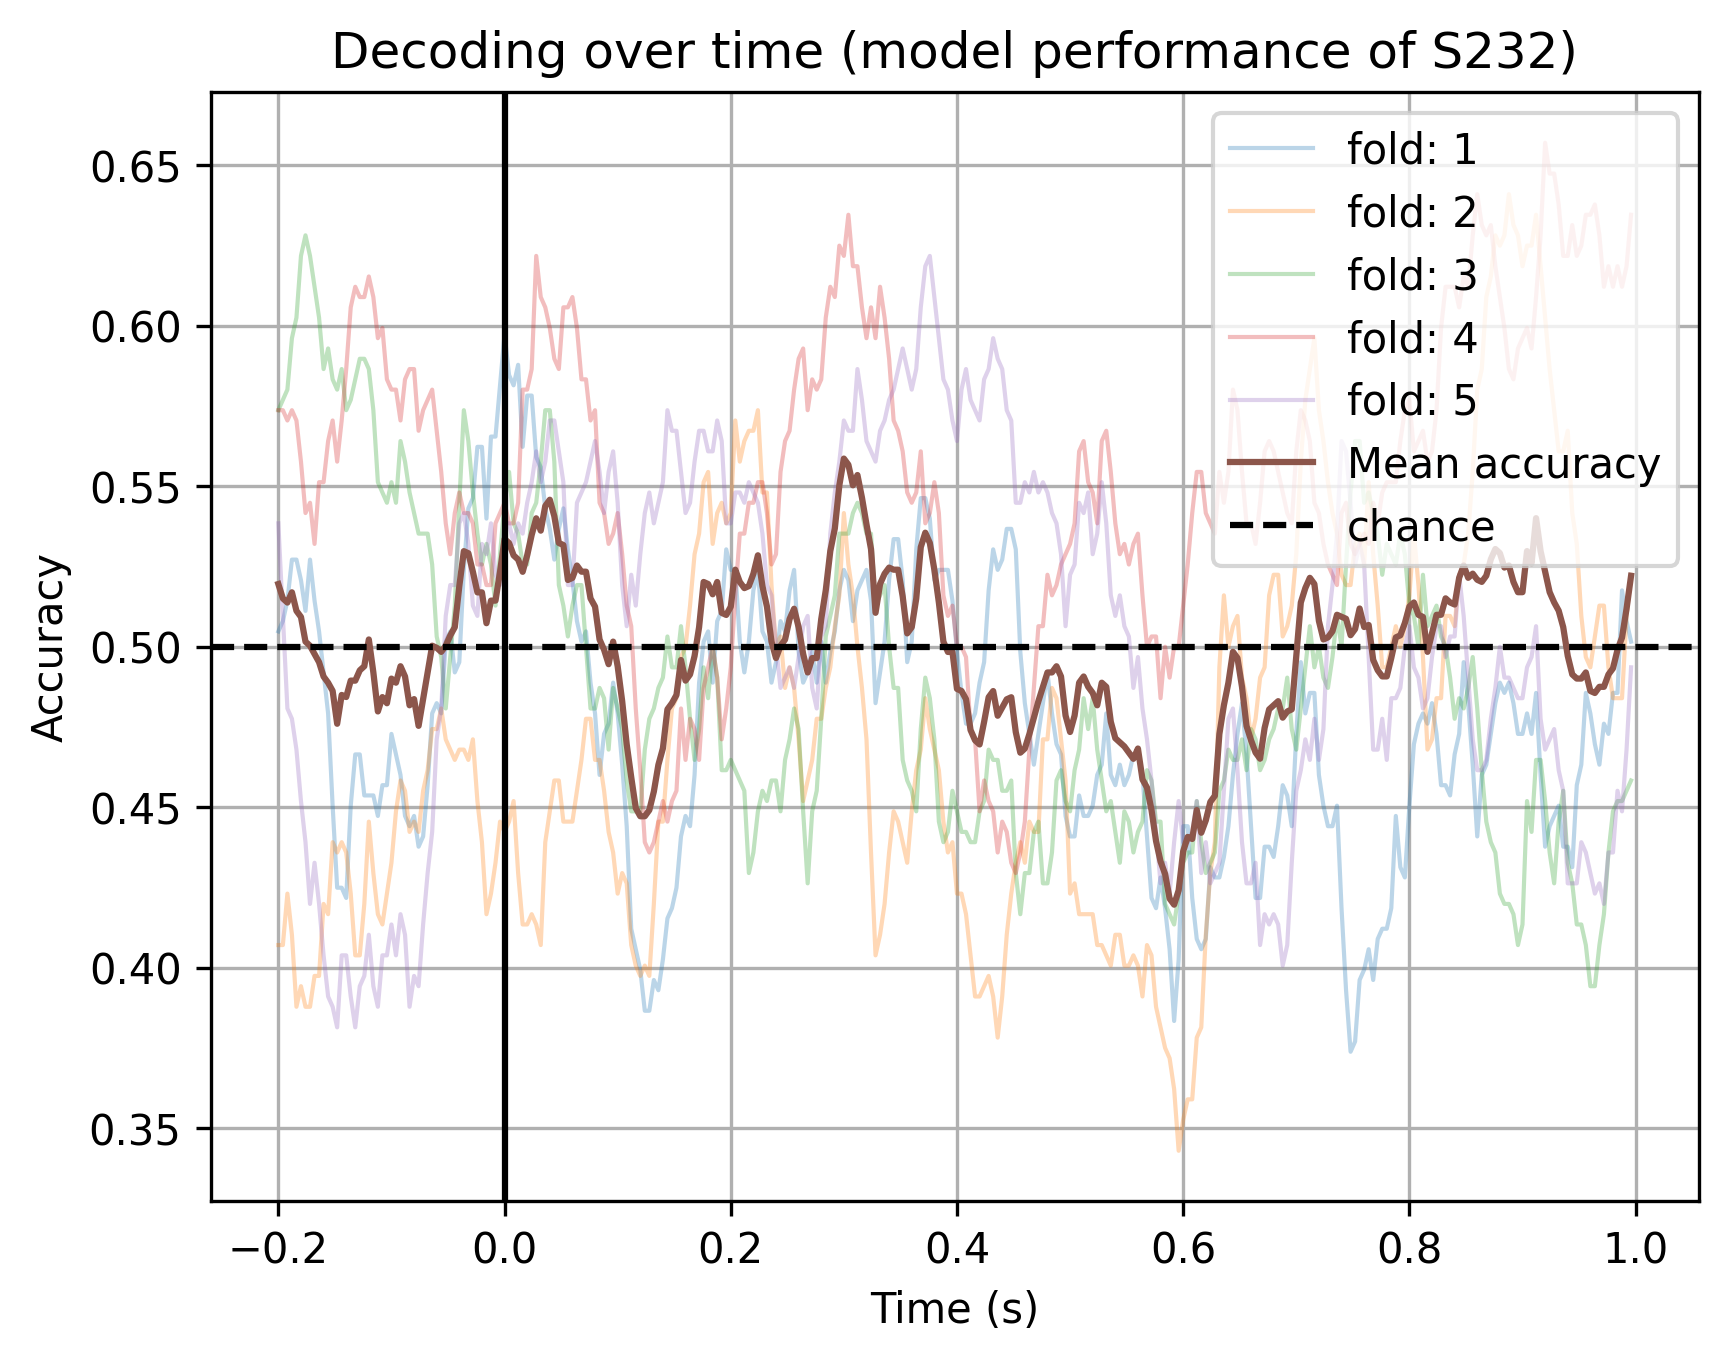 Decoding over time (model performance of S232)
fold: 1
fold: 2
fold: 3
fold: 4
fold: 5
Mean accuracy
chance
Accuracy
0.65
0.60
0.55
0.50
0.45
0.40
0.35
−0.2 0.0 0.2 0.4 0.6 0.8 1.0
Time (s)